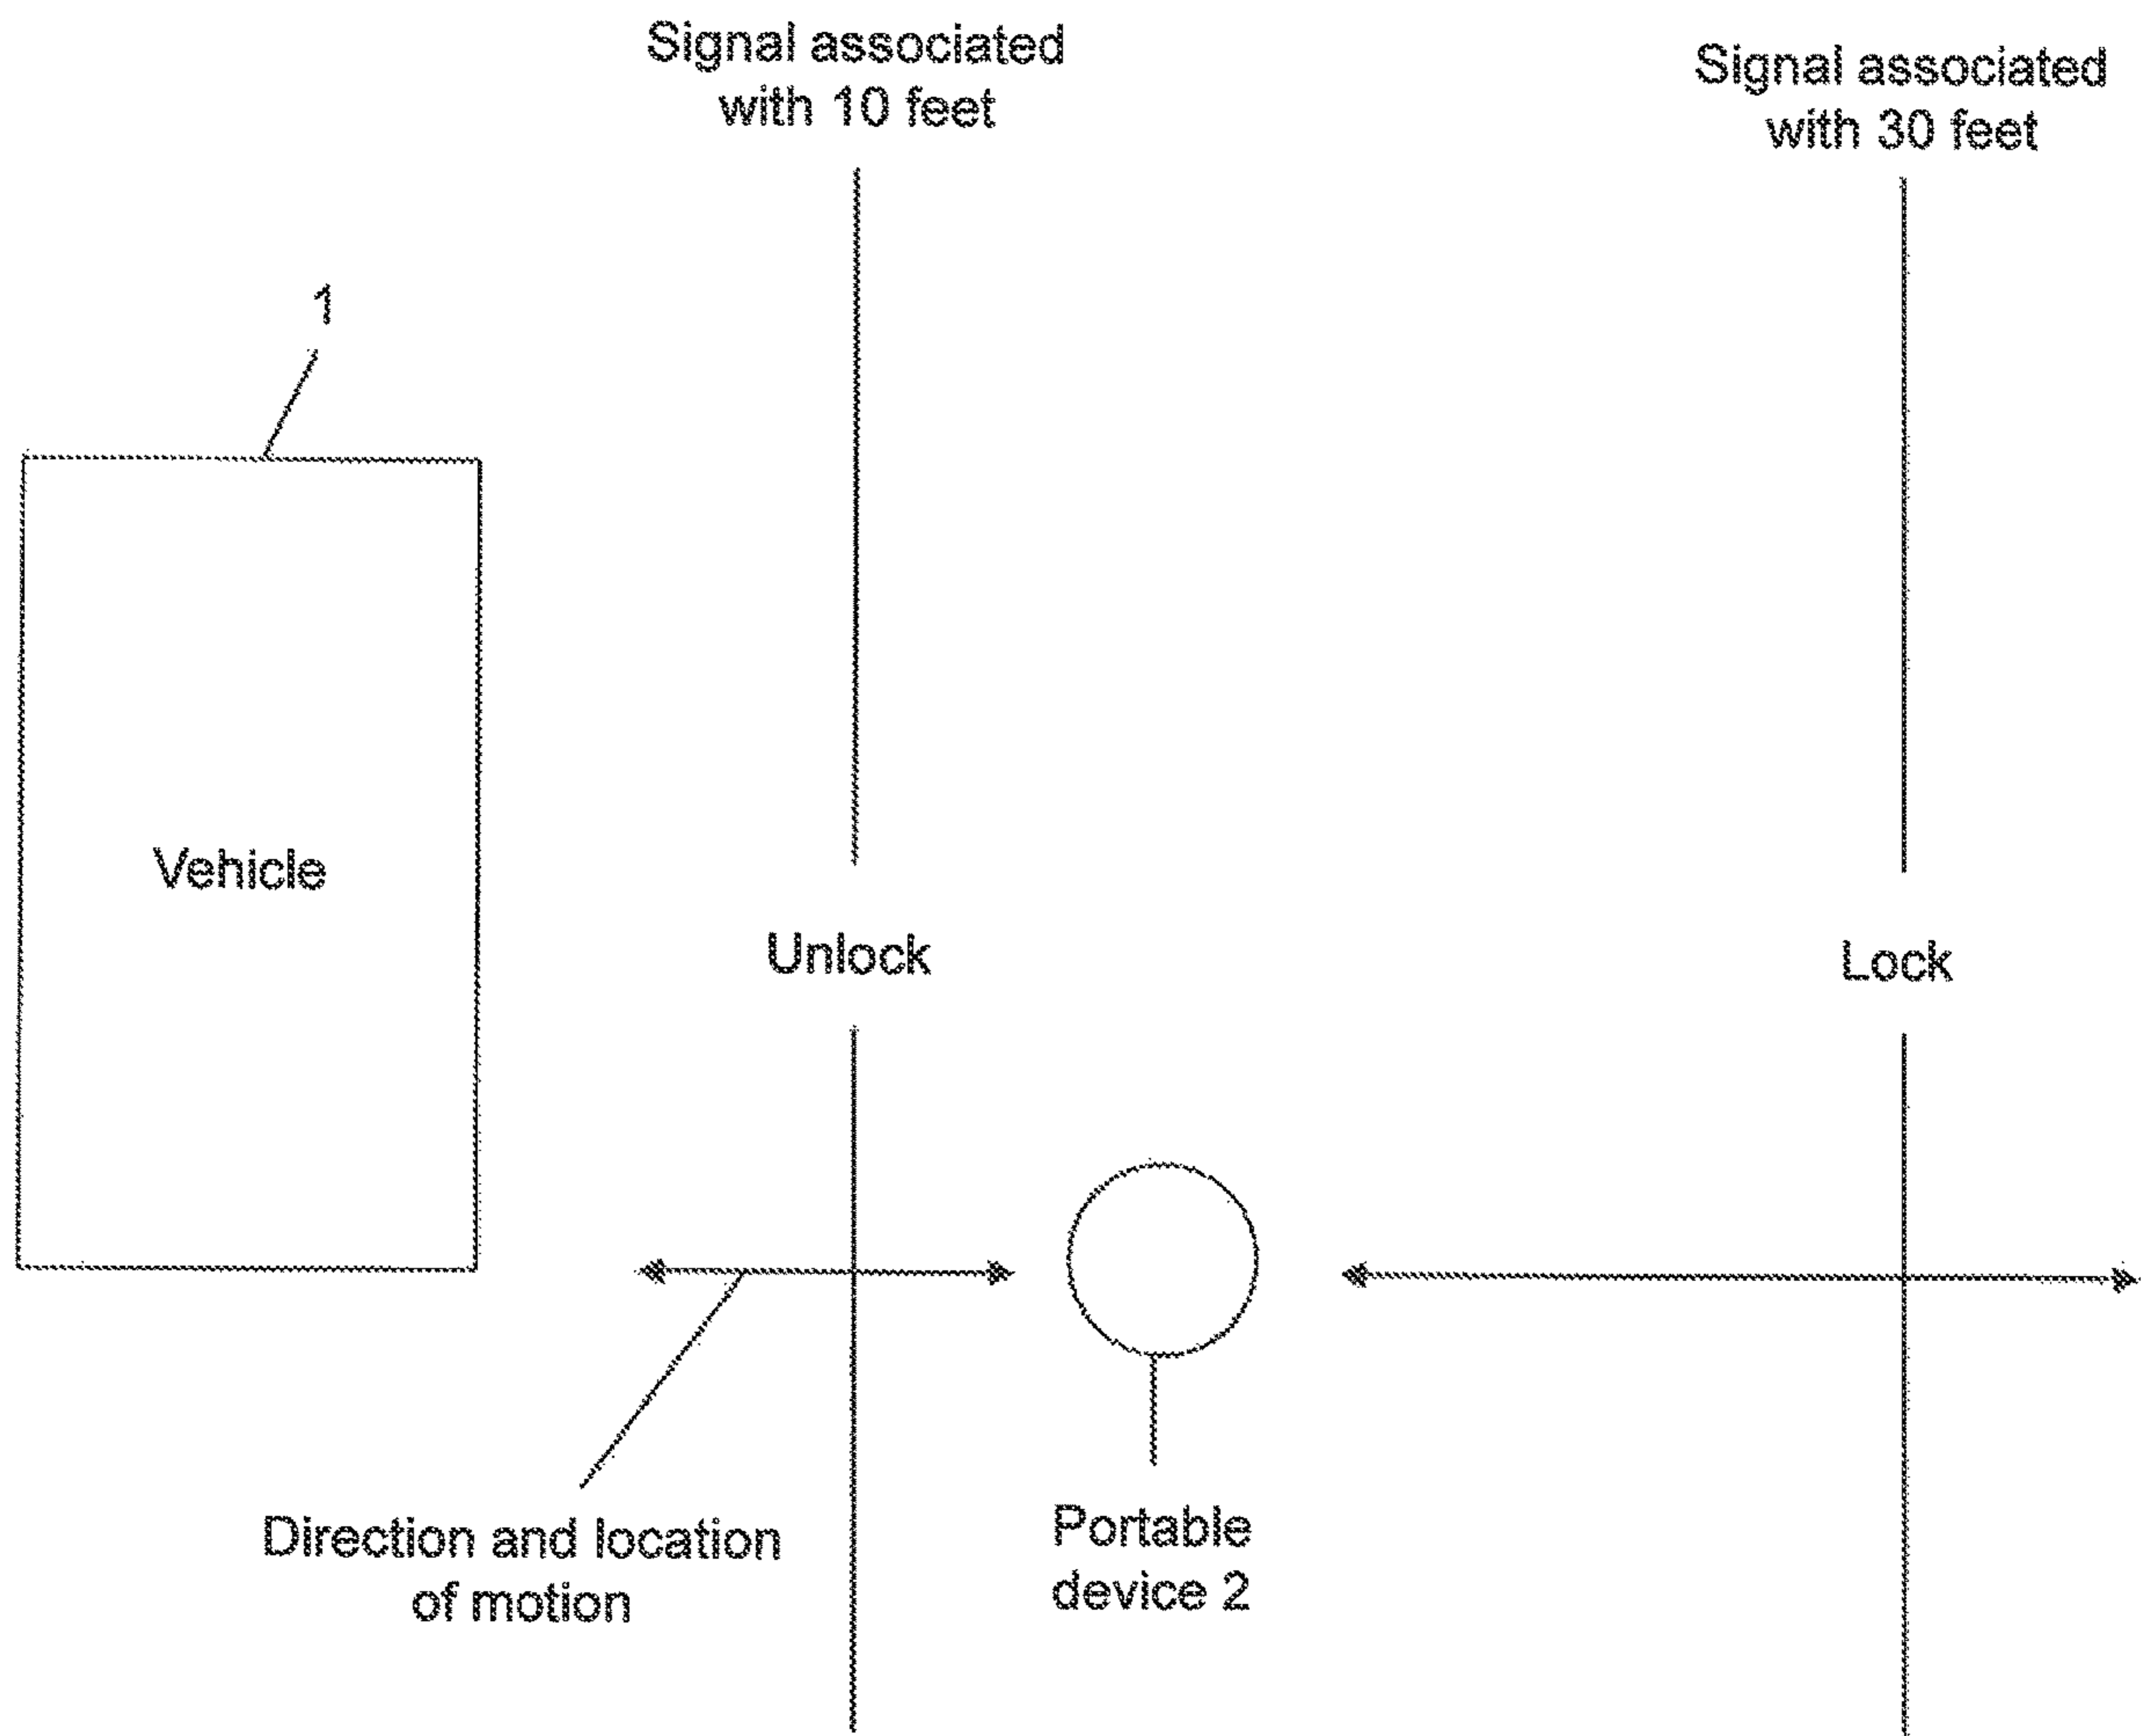 Signal associated
with 10 feet
Signal associated
with 30 feet
1
Vehicle
Unlock
Lock
Direction and location
of motion
Portable
device 2